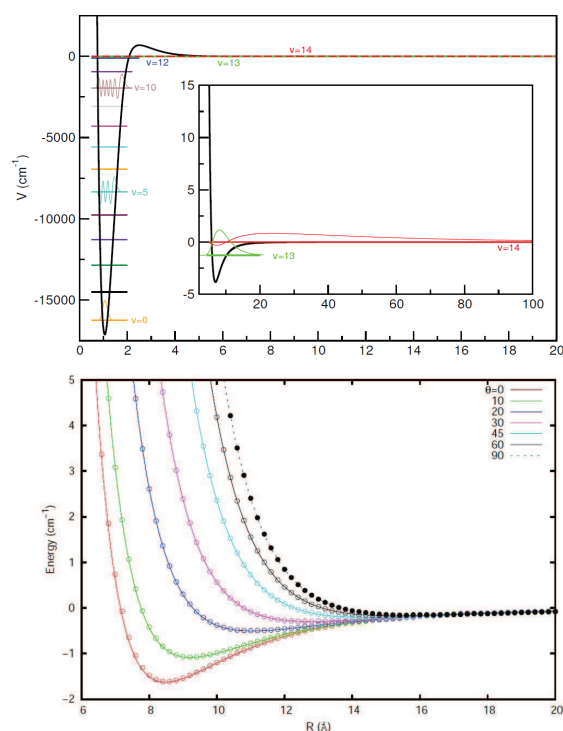 0
v=14
v=12
v=13
v=10
15
-5000
10
V (cm⁻¹)
v=5
5
-10000
0
v=14
v=13
-15000
-5
20 40 60 80 100
v=0
0 2 4 6 8 10 12 14 16 18 20
5
θ=0
10
4
20
30
45
3
60
90
2
Energy (cm⁻¹)
1
0
-1
-2
6 8 10 12 14 16 18 20
R (Å)